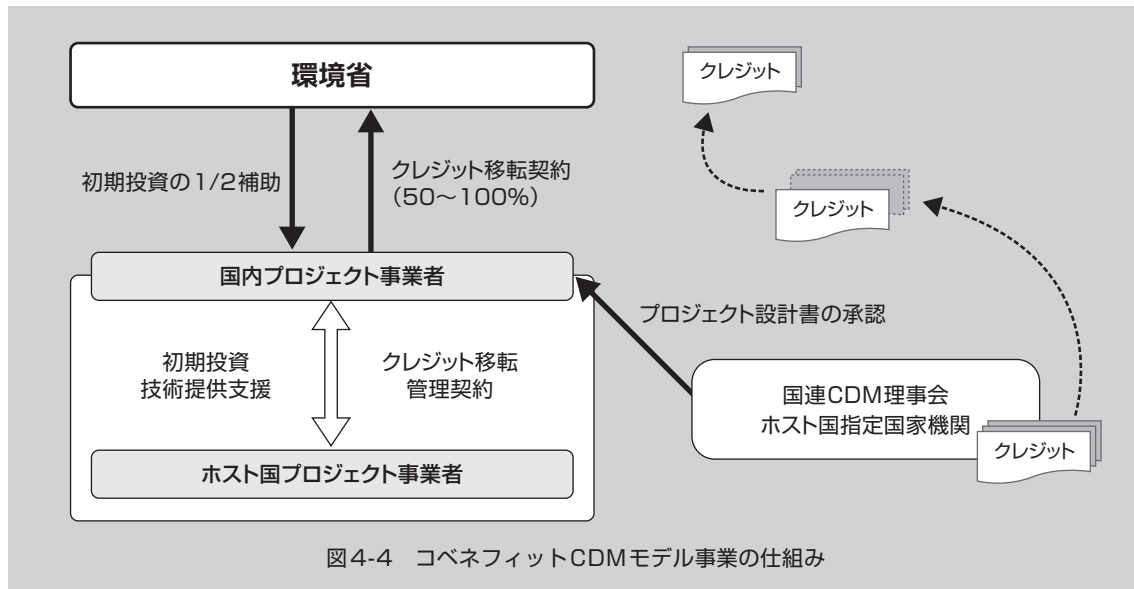 環境省
クレジット
初期投資の1/2補助
クレジット移転契約
(50〜100%)
クレジット
国内プロジェクト事業者
プロジェクト設計書の承認
初期投資
技術提供支援
クレジット移転
管理契約
国連CDM理事会
ホスト国指定国家機関
クレジット
ホスト国プロジェクト事業者
図4-4 コベネフィットCDMモデル事業の仕組み